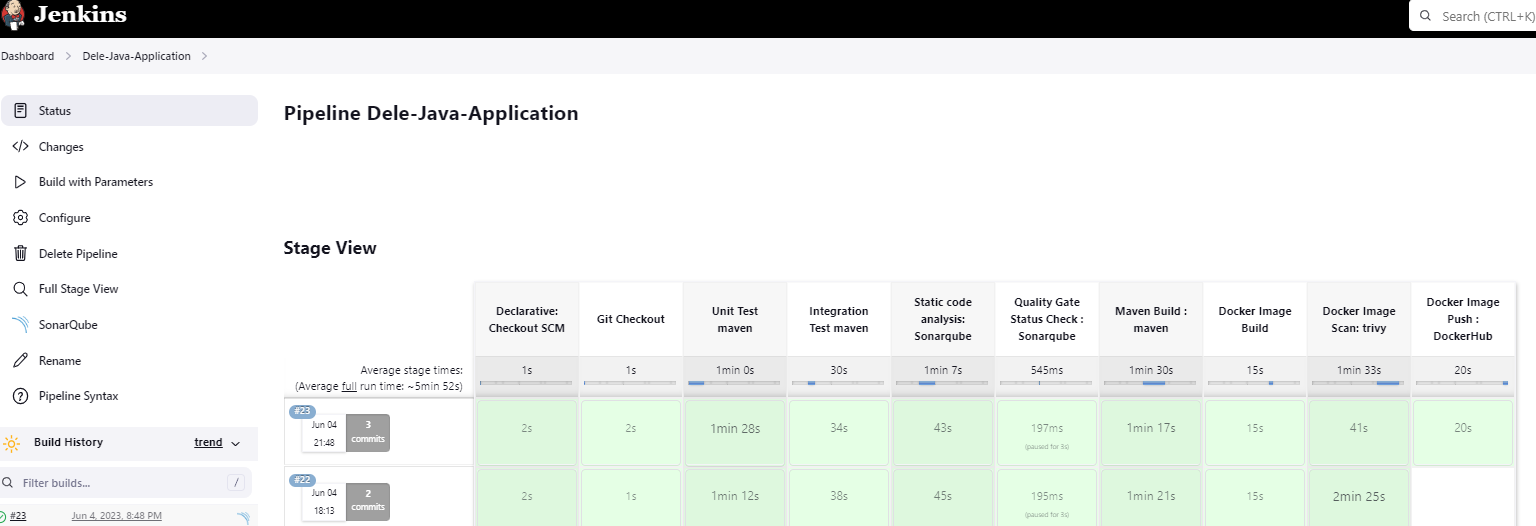 Jenkins
Search (CTRL+K)
Dashboard
Dele-Java-Application
Status
Changes
Build with Parameters
Configure
Delete Pipeline
Full Stage View
SonarQube
Rename
Pipeline Syntax
Build History
trend
Filter builds...
/
#23
Jun 4, 2023, 8:48 PM
Pipeline Dele-Java-Application
Stage View
Declarative:
Checkout SCM
Git Checkout
Unit Test
maven
Integration
Test maven
Static code
analysis:
Sonarqube
Quality Gate
Status Check :
Sonarqube
Maven Build :
maven
Docker Image
Build
Docker Image
Scan: trivy
Docker Image
Push :
DockerHub
Average stage times:
(Average full run time: ~5min 52s)
1s
1s
1min 0s
30s
1min 7s
545ms
1min 30s
15s
1min 33s
20s
#23
Jun 04
21:48
3
commits
2s
2s
1min 28s
34s
43s
197ms
(paused for 3s)
1min 17s
15s
41s
20s
#22
Jun 04
18:13
2
commits
2s
1s
1min 12s
38s
45s
195ms
(paused for 3s)
1min 21s
15s
2min 25s